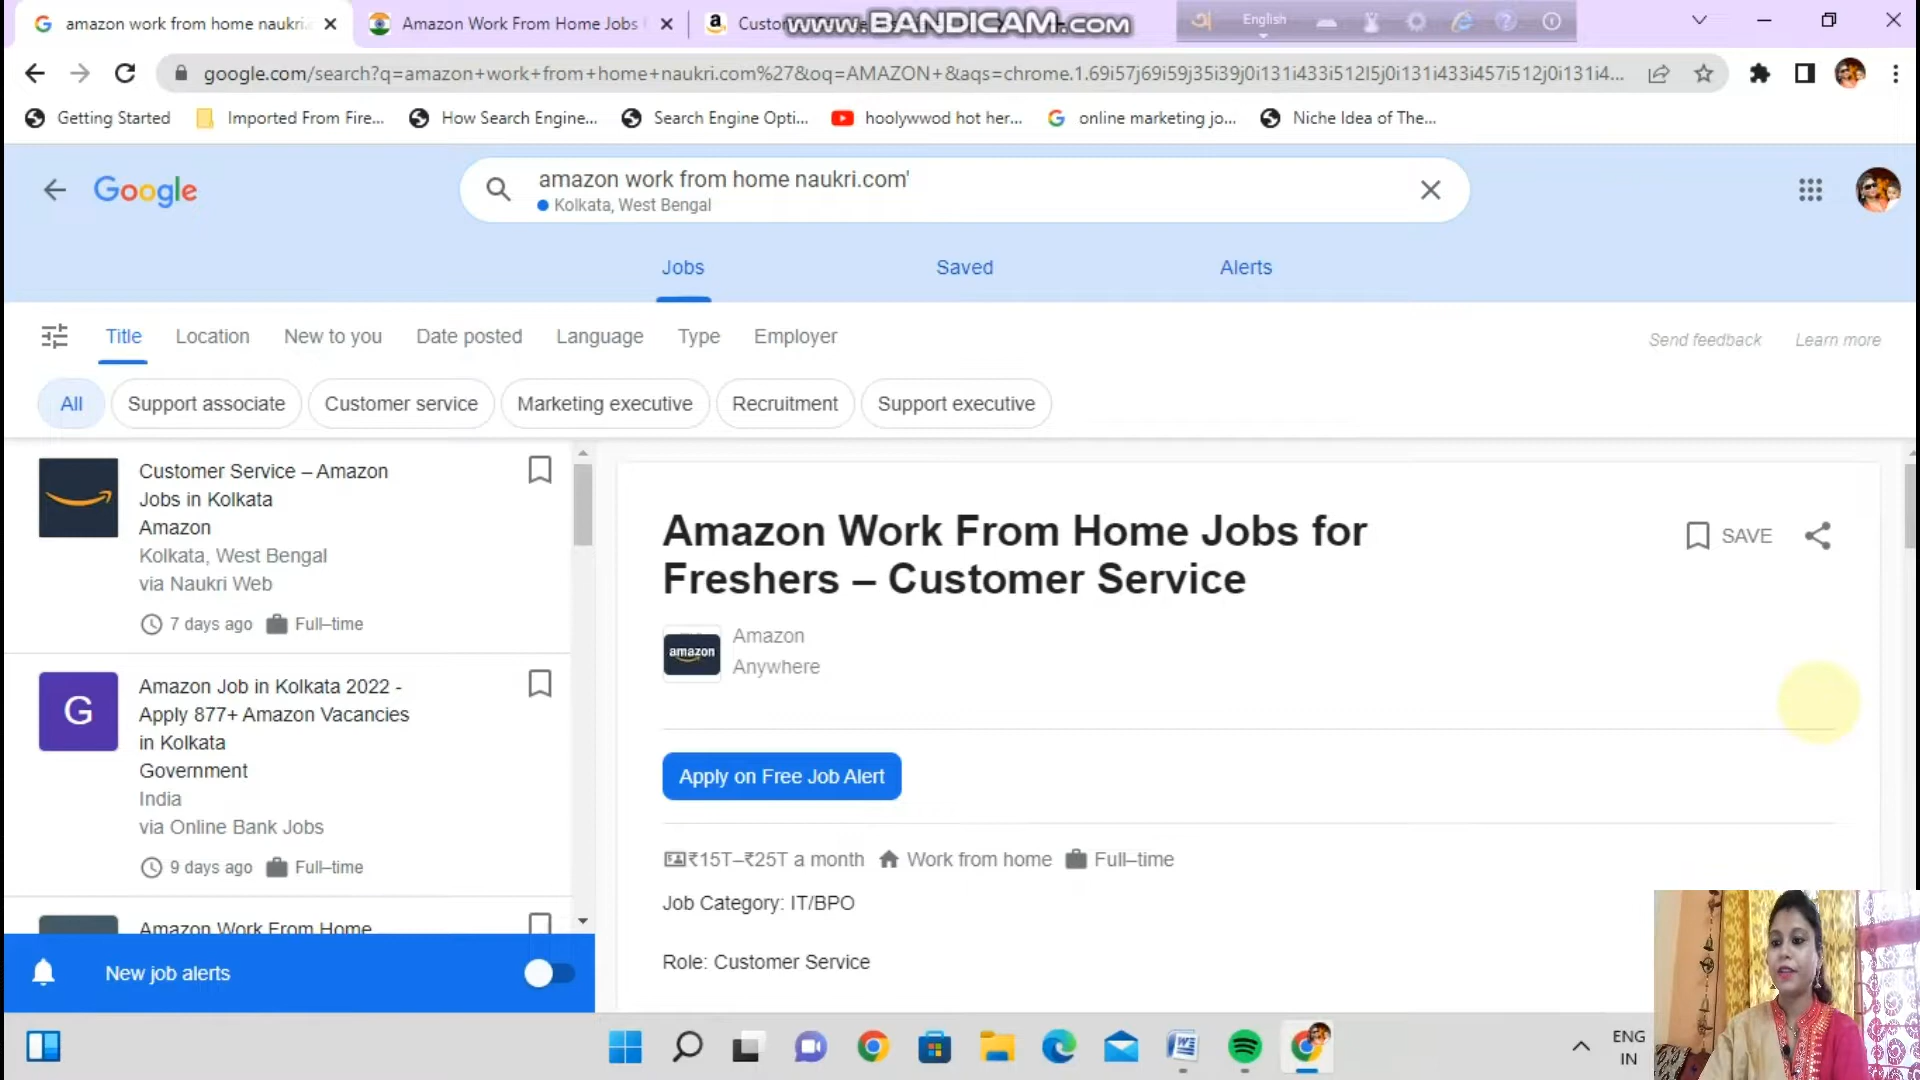 amazon work from home naukri.
Amazon Work From Home Jobs
Custo
www.BANDICAM.com
English
google.com/search?q=amazon+work+from+home+naukri.com%27&oq=AMAZON+&aqs=chrome.1.69i57j69i59j35i39j0i131i433i512l5j0i131i433i457i512j0i131i4...
Getting Started
Imported From Fire...
How Search Engine...
Search Engine Opti...
hoolywwod hot her...
online marketing jo...
Niche Idea of The...
Google
amazon work from home naukri.com'
Kolkata, West Bengal
Jobs
Saved
Alerts
Title
Location
New to you
Date posted
Language
Type
Employer
Send feedback
Learn more
All
Support associate
Customer service
Marketing executive
Recruitment
Support executive
Customer Service – Amazon
Jobs in Kolkata
Amazon
Kolkata, West Bengal
via Naukri Web
7 days ago
Full–time
G
Amazon Job in Kolkata 2022 -
Apply 877+ Amazon Vacancies
in Kolkata
Government
India
via Online Bank Jobs
9 days ago
Full–time
Amazon Work From Home
New job alerts
Amazon Work From Home Jobs for
Freshers – Customer Service
SAVE
amazon
Amazon
Anywhere
Apply on Free Job Alert
₹15T–₹25T a month
Work from home
Full–time
Job Category: IT/BPO
Role: Customer Service
ENG
IN